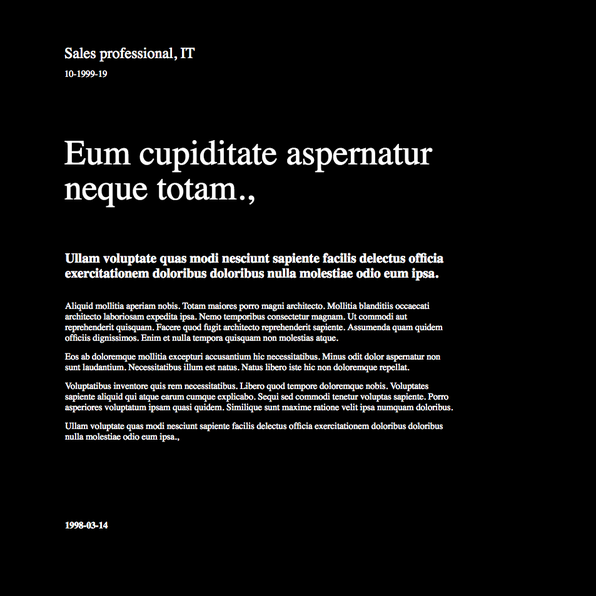 Sales professional, IT
10-1999-19
Eum cupiditate aspernatur
neque totam.,
Ullam voluptate quas modi nesciunt sapiente facilis delectus officia
exercitationem doloribus doloribus nulla molestiae odio eum ipsa.
Aliquid mollitia aperiam nobis. Totam maiores porro magni architecto. Mollitia blanditiis occaecati
architecto laboriosam expedita ipsa. Nemo temporibus consectetur magnam. Ut commodi aut
reprehenderit quisquam. Facere quod fugit architecto reprehenderit sapiente. Assumenda quam quidem
officiis dignissimos. Enim et nulla tempora quisquam non molestias atque.
Eos ab doloremque mollitia excepturi accusantium hic necessitatibus. Minus odit dolor aspernatur non
sunt laudantium. Necessitatibus illum est natus. Natus libero iste hic non doloremque repellat.
Voluptatibus inventore quis rem necessitatibus. Libero quod tempore doloremque nobis. Voluptates
sapiente aliquid qui atque earum cumque explicabo. Sequi sed commodi tenetur voluptas sapiente. Porro
asperiores voluptatum ipsam quasi quidem. Similique sunt maxime ratione velit ipsa numquam doloribus.
Ullam voluptate quas modi nesciunt sapiente facilis delectus officia exercitationem doloribus doloribus
nulla molestiae odio eum ipsa.,
1998-03-14